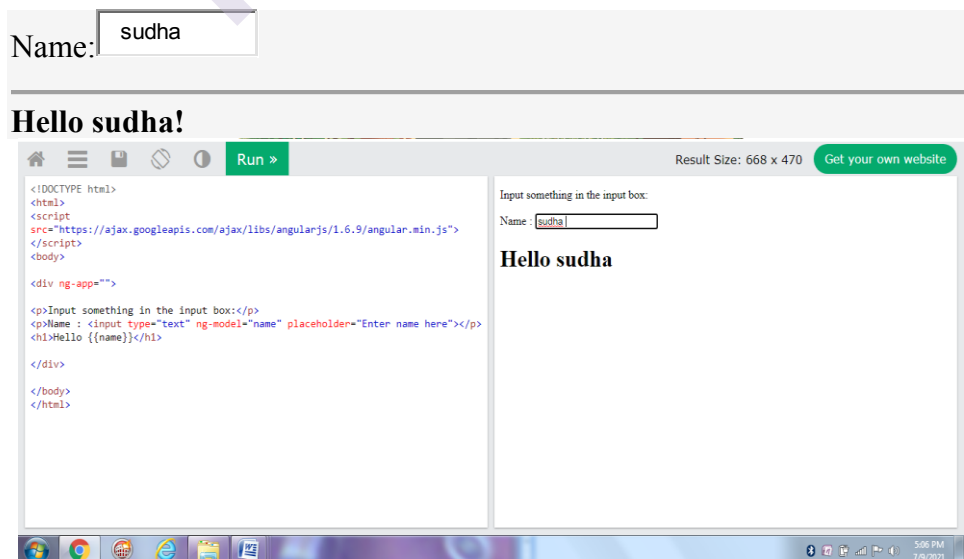 Name: sudha
Hello sudha!
Run »
Result Size: 668 x 470
Get your own website
<!DOCTYPE html>
<html>
<script
src="https://ajax.googleapis.com/ajax/libs/angularjs/1.6.9/angular.min.js">
</script>
<body>
<div ng-app="">
<p>Input something in the input box:</p>
<p>Name : <input type="text" ng-model="name" placeholder="Enter name here"></p>
<h1>Hello {{name}}</h1>
</div>
</body>
</html>
Input something in the input box:
Name : sudha
Hello sudha
5:06 PM
7/9/2021